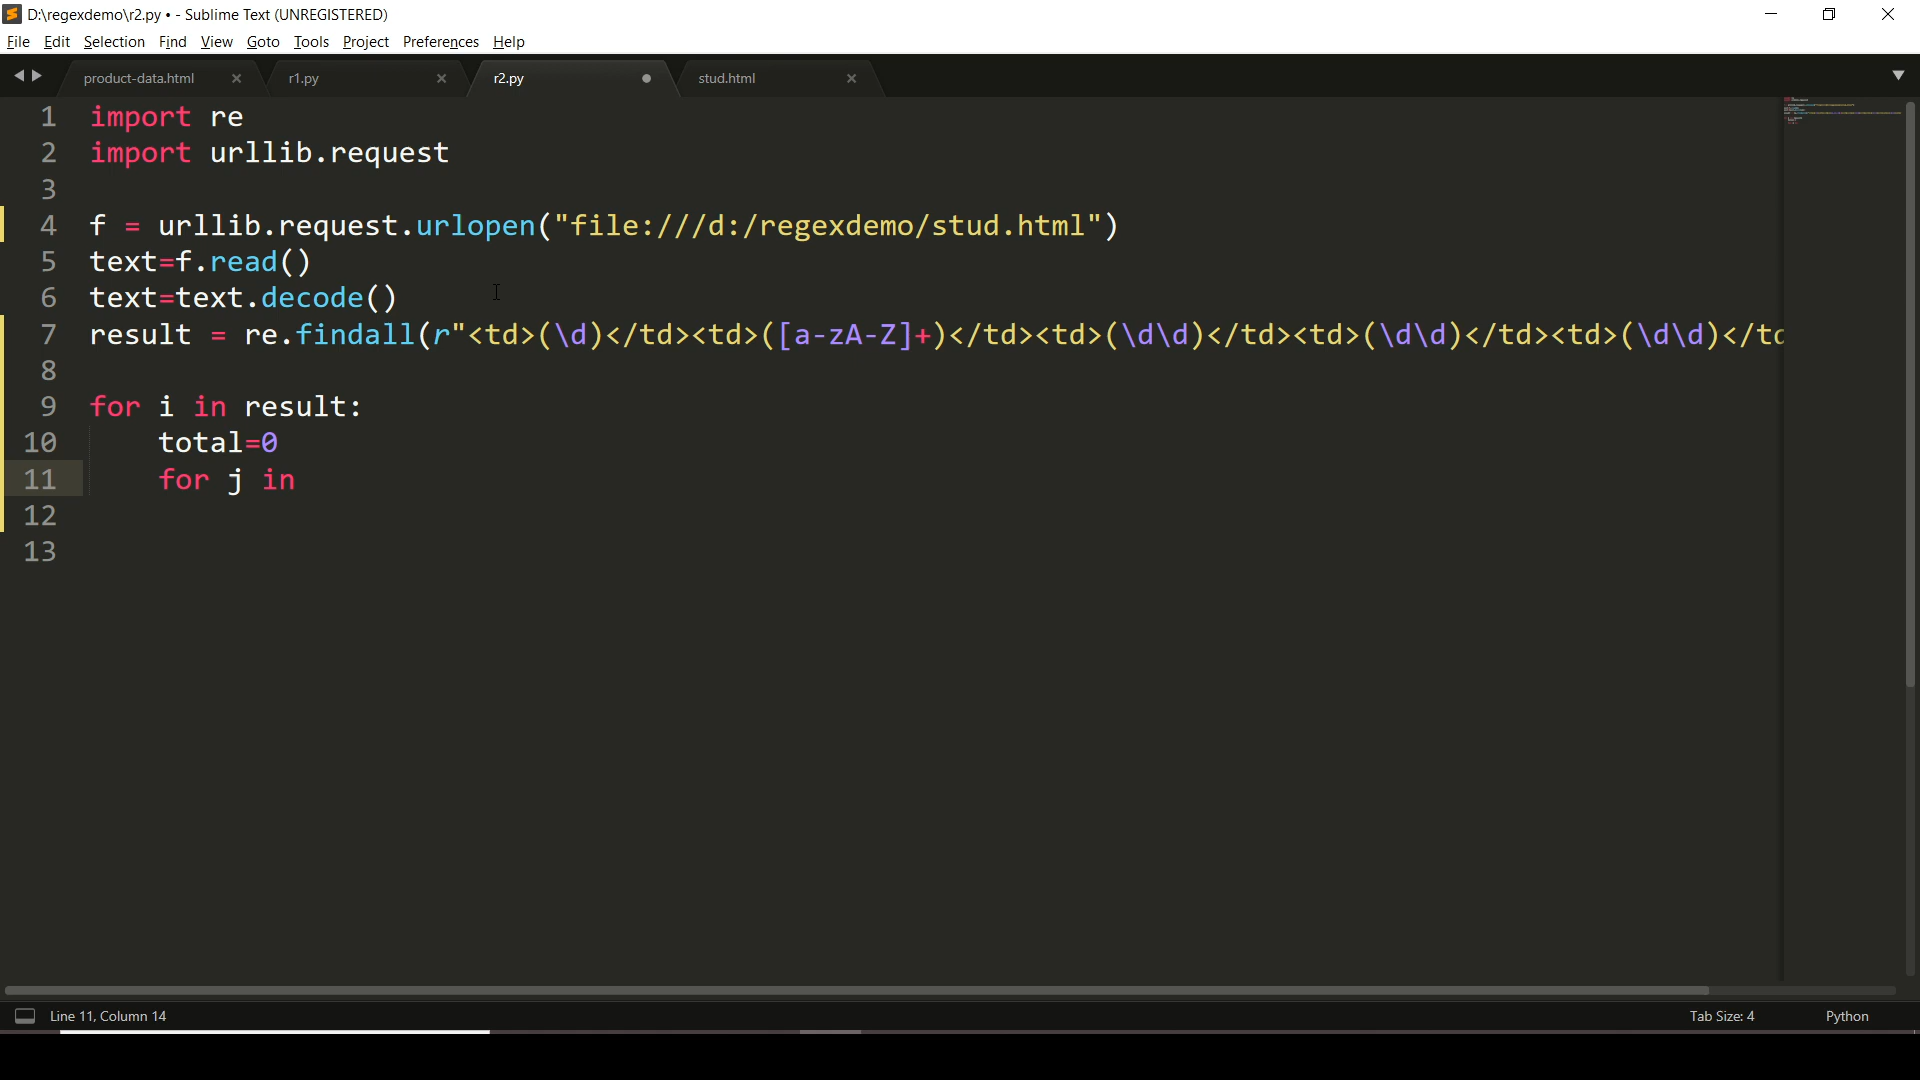 D:\regexdemo\r2.py • - Sublime Text (UNREGISTERED)
File Edit Selection Find View Goto Tools Project Preferences Help
product-data.html r1.py r2.py stud.html
1 import re
2 import urllib.request
3
4 f = urllib.request.urlopen("file:///d:/regexdemo/stud.html")
5 text=f.read()
6 text=text.decode()
7 result = re.findall(r"<td>(\d)</td><td>([a-zA-Z]+)</td><td>(\d\d)</td><td>(\d\d)</td><td>(\d\d)</td
8
9 for i in result:
10 total=0
11 for j in
12
13
Line 11, Column 14 Tab Size: 4 Python